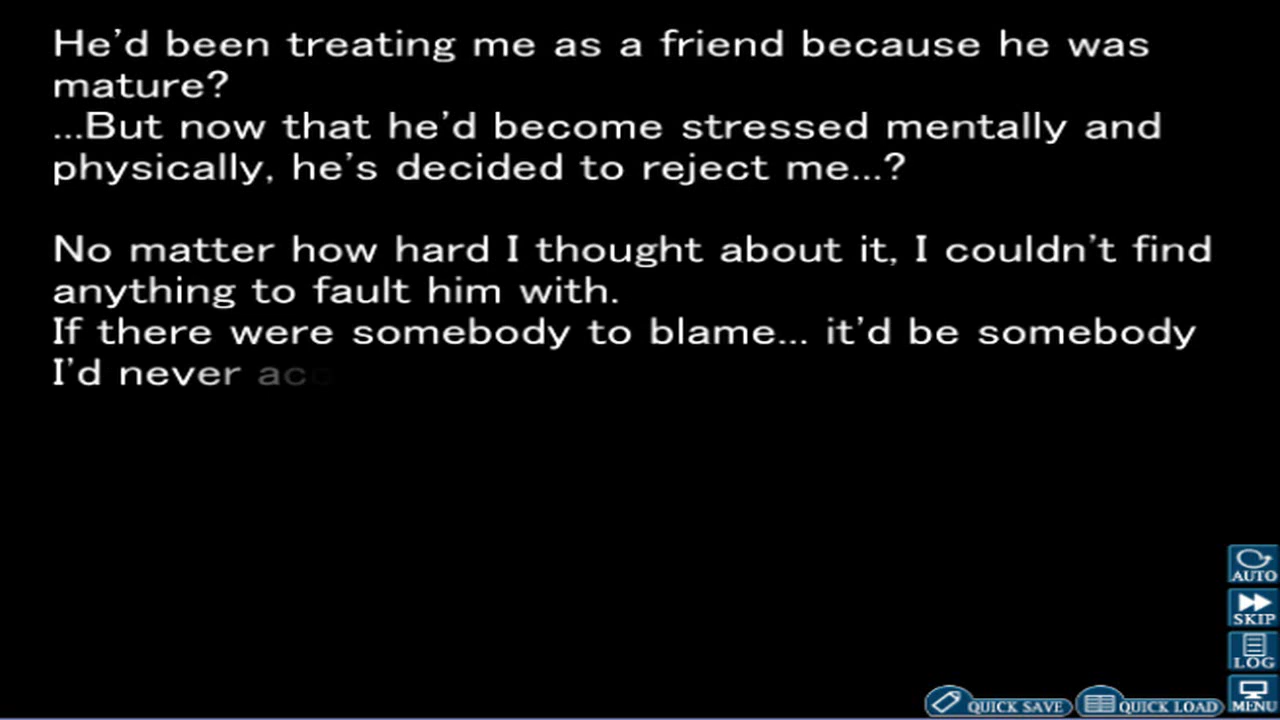 He'd been treating me as a friend because he was
mature?
...But now that he'd become stressed mentally and
physically, he's decided to reject me...?
No matter how hard I thought about it, I couldn't find
anything to fault him with.
If there were somebody to blame... it'd be somebody
I'd never
AUTO
SKIP
LOG
QUICK SAVE
QUICK LOAD
MENU